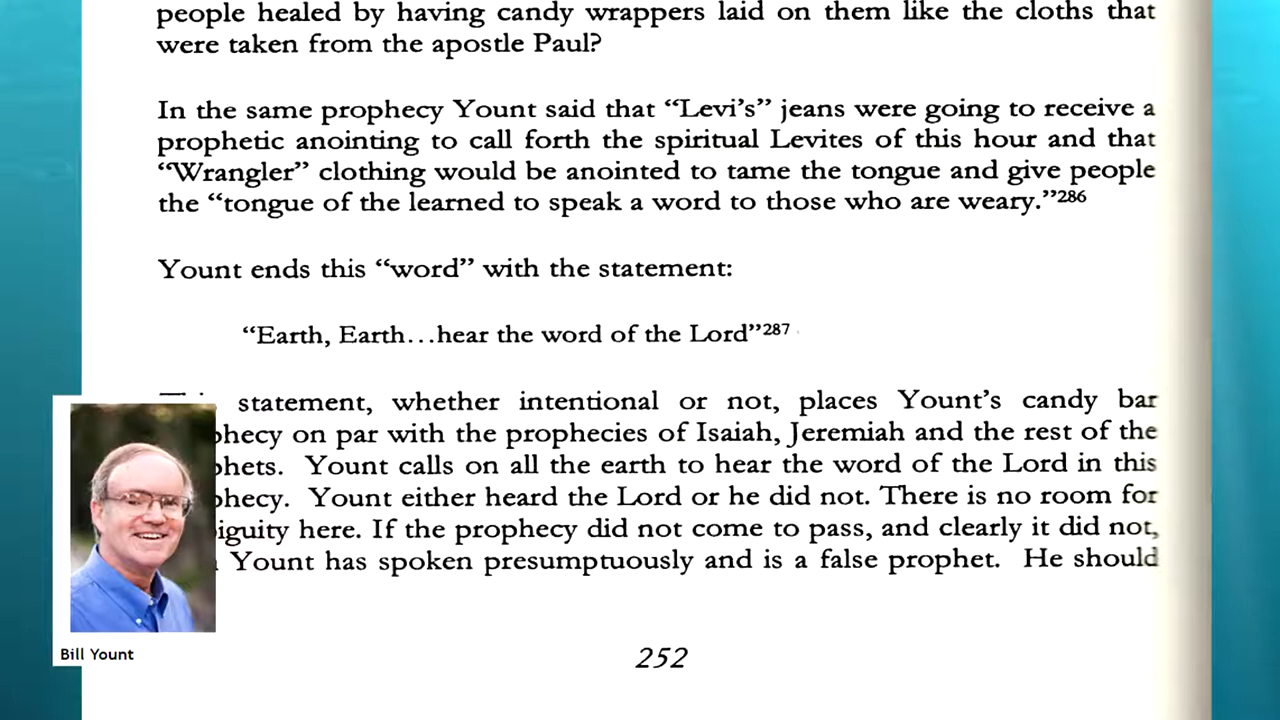 people healed by having candy wrappers laid on them like the cloths that
were taken from the apostle Paul?
In the same prophecy Yount said that “Levi’s” jeans were going to receive a
prophetic anointing to call forth the spiritual Levites of this hour and that
“Wrangler” clothing would be anointed to tame the tongue and give people
the “tongue of the learned to speak a word to those who are weary.”286
Yount ends this “word” with the statement:
“Earth, Earth…hear the word of the Lord”287
statement, whether intentional or not, places Yount’s candy bar
on par with the prophecies of Isaiah, Jeremiah and the rest of the
Yount calls on all the earth to hear the word of the Lord in this
Yount either heard the Lord or he did not. There is no room for
here. If the prophecy did not come to pass, and clearly it did not,
Yount has spoken presumptuously and is a false prophet. He should
Bill Yount
252